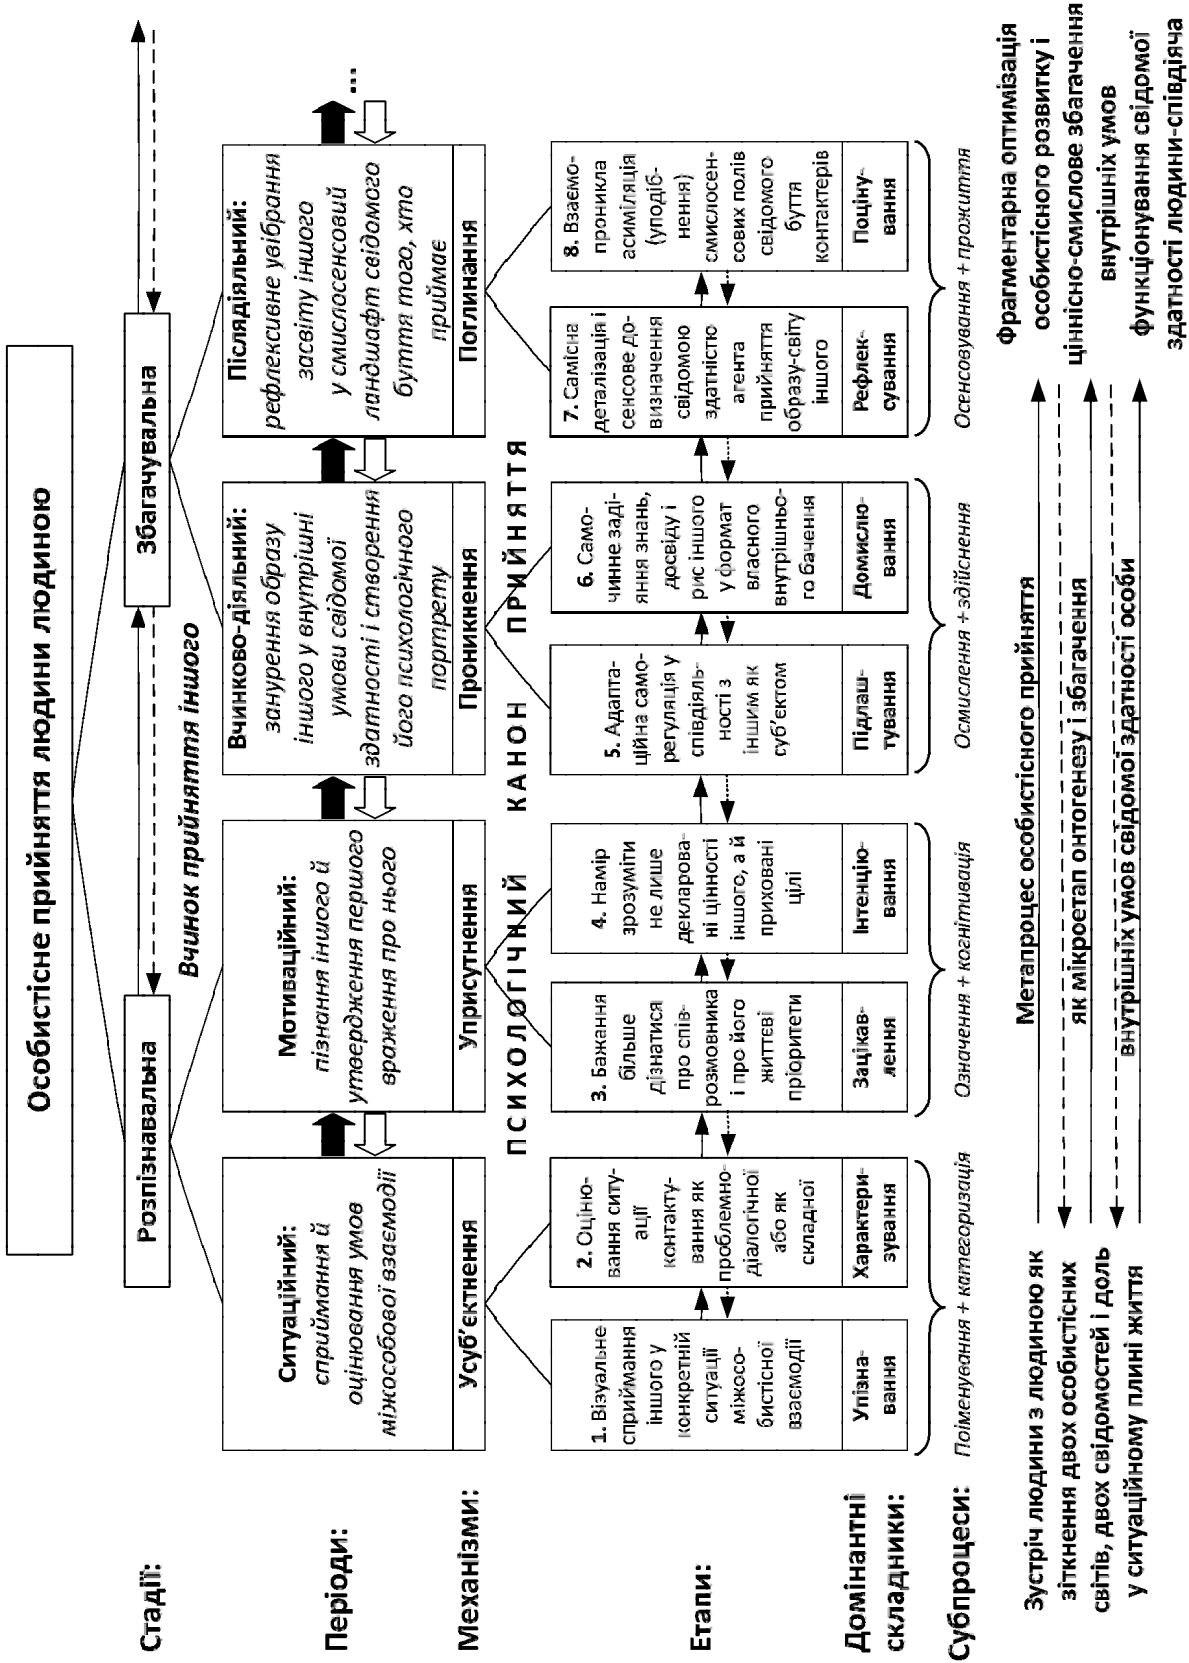 Особистісне прийняття людини людиною
Стадії:
Розпізнавальна
Збагачувальна
Вчинок прийняття іншого
Періоди:
Ситуаційний:
сприймання й
оцінювання умов
міжособової взаємодії
Мотиваційний:
пізнання іншого й
утвердження першого
враження про нього
Вчинково-діяльний:
занурення образу
іншого у внутрішні
умови свідомої
здатності і створення
його психологічного
портрету
Післядіяльний:
рефлексивне увібрання
засвіту іншого
у смислосенсовий
ландшафт свідомого
буття того, хто
приймає
...
Механізми:
Усуб’єктнення
Уприсутнення
Проникнення
Поглинання
ПСИХОЛОГІЧНИЙ КАНОН ПРИЙНЯТТЯ
Етапи:
1. Візуальне
сприймання
іншого у
конкретній
ситуації
міжосо-
бистісної
взаємодії
2. Оціню-
вання ситу-
ації
контакту-
вання як
проблемно-
діалогічної
або як
складної
3. Бажання
більше
дізнатися
про спів-
розмовника
і про його
життєві
пріоритети
4. Намір
зрозуміти
не лише
декларова-
ні цінності
іншого, а й
приховані
цілі
5. Адапта-
ційна само-
регуляція у
співдіяль-
ності з
іншим як
суб’єктом
6. Само-
чинне заді-
яння знань,
досвіду і
рис іншого
у формат
власного
внутрішньо-
го бачення
7. Самісна
деталізація і
сенсове до-
визначення
свідомою
здатністю
агента
прийняття
образу-світу
іншого
8. Взаємо-
проникла
асиміляція
(уподіб-
нення)
смислосен-
сових полів
свідомого
буття
контактерів
Домінантні
складники:
Упізна-
вання
Характери-
зування
Зацікав-
лення
Інтенцію-
вання
Підлаш-
тування
Домислю-
вання
Рефлек-
сування
Поціну-
вання
Субпроцеси:
Поіменування + категоризація
Означення + когнітивація
Осмислення + здійснення
Осенсовування + прожиття
Зустріч людини з людиною як
зіткнення двох особистісних
світів, двох свідомостей і доль
у ситуаційному плині життя
Метапроцес особистісного прийняття
як мікроетап онтогенезу і збагачення
внутрішніх умов свідомої здатності особи
Фрагментарна оптимізація
особистісного розвитку і
ціннісно-смислове збагачення
внутрішніх умов
функціонування свідомої
здатності людини-співдіяча